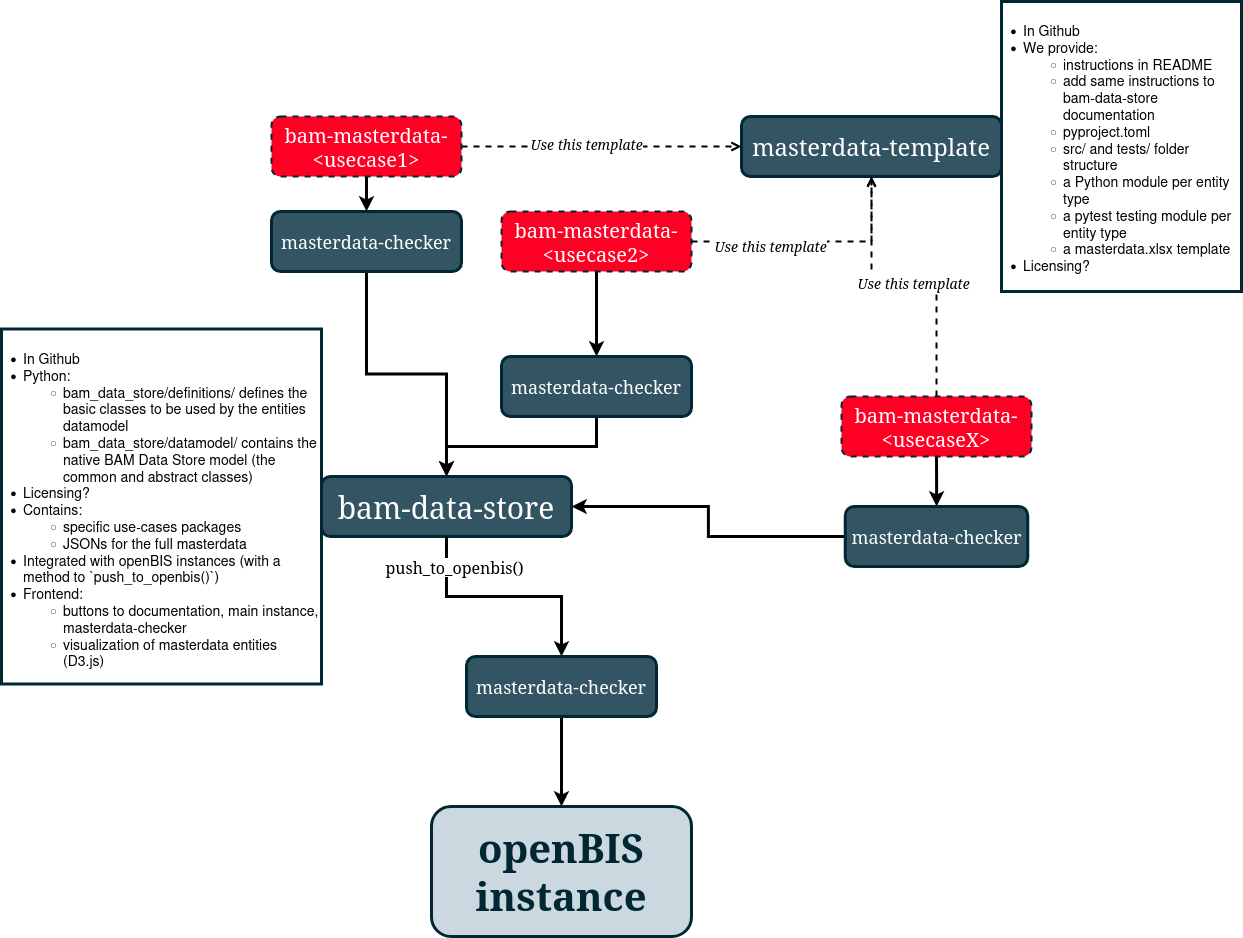 • In Github
• We provide:
○ instructions in README
○ add same instructions to
bam-data-store
documentation
○ pyproject.toml
○ src/ and tests/ folder
structure
○ a Python module per entity
type
○ a pytest testing module per
entity type
○ a masterdata.xlsx template
• Licensing?
bam-masterdata-
<usecase1>
Use this template
masterdata-template
masterdata-checker
bam-masterdata-
<usecase2>
Use this template
Use this template
masterdata-checker
bam-masterdata-
<usecaseX>
masterdata-checker
• In Github
• Python:
○ bam_data_store/definitions/ defines the
basic classes to be used by the entities
datamodel
○ bam_data_store/datamodel/ contains the
native BAM Data Store model (the
common and abstract classes)
• Licensing?
• Contains:
○ specific use-cases packages
○ JSONs for the full masterdata
• Integrated with openBIS instances (with a
method to `push_to_openbis()`)
• Frontend:
○ buttons to documentation, main instance,
masterdata-checker
○ visualization of masterdata entities
(D3.js)
bam-data-store
push_to_openbis()
masterdata-checker
openBIS
instance